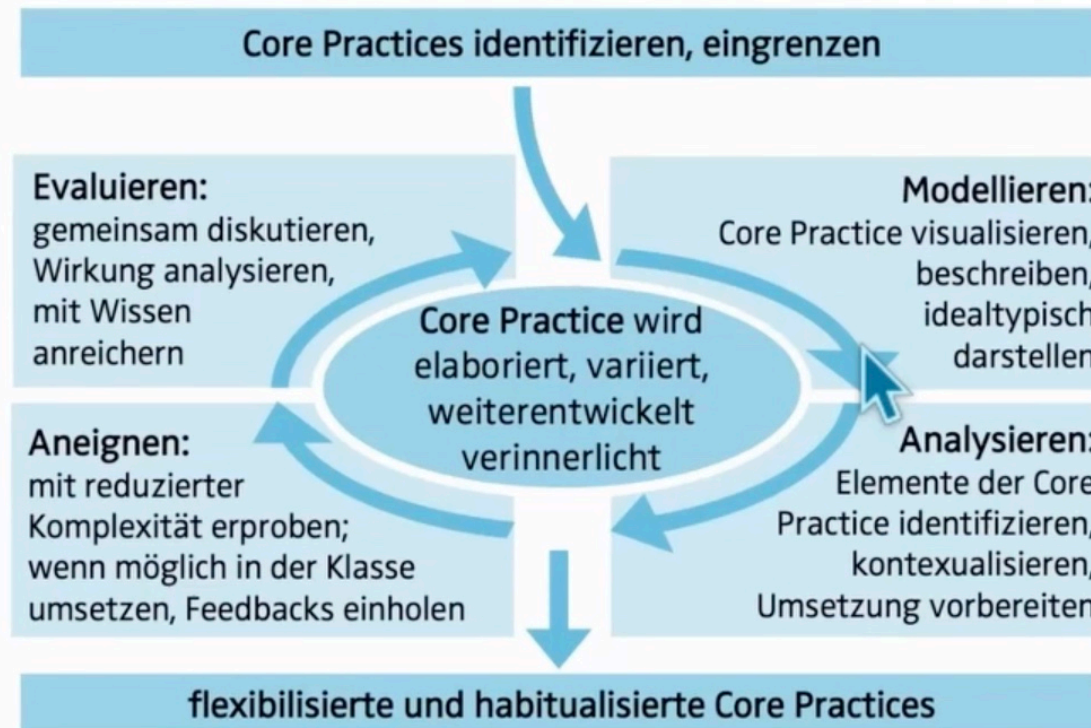 Core Practices identifizieren, eingrenzen
Evaluieren:
gemeinsam diskutieren,
Wirkung analysieren,
mit Wissen
anreichern
Modellieren:
Core Practice visualisieren,
beschreiben,
idealtypisch
darstellen
Core Practice wird
elaboriert, variiert,
weiterentwickelt
verinnerlicht
Aneignen:
mit reduzierter
Komplexität erproben;
wenn möglich in der Klasse
umsetzen, Feedbacks einholen
Analysieren:
Elemente der Core
Practice identifizieren,
kontexualisieren,
Umsetzung vorbereiten
flexibilisierte und habitualisierte Core Practices